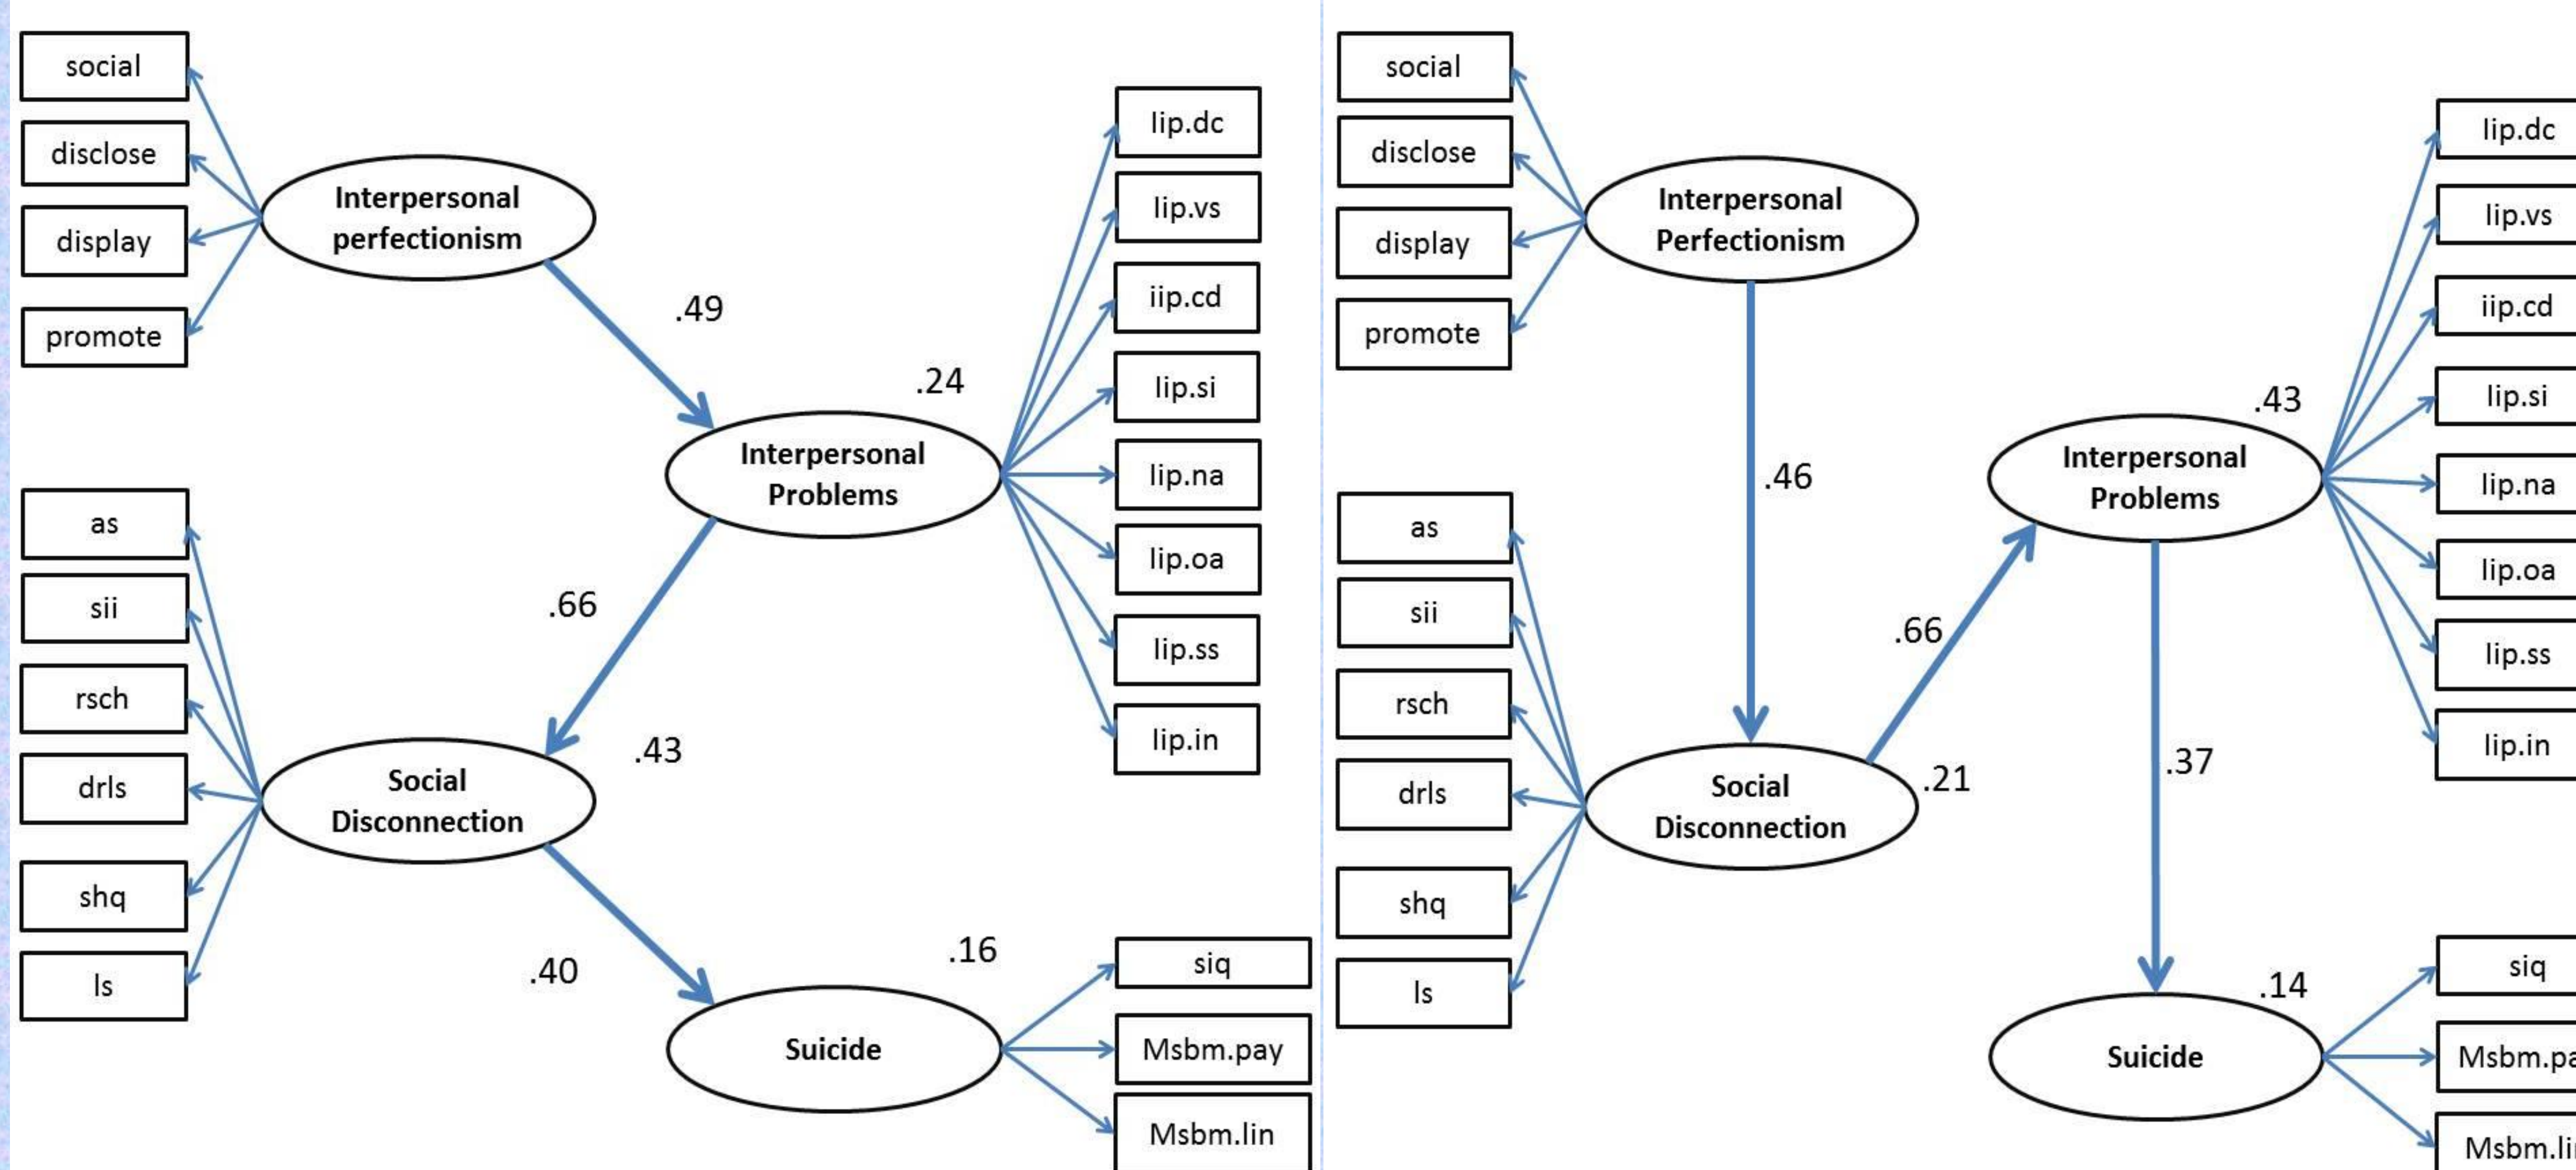 social
disclose
display
promote
Interpersonal
perfectionism
.49
.24
Interpersonal
Problems
lip.dc
lip.vs
iip.cd
lip.si
lip.na
lip.oa
lip.ss
lip.in
as
sii
rsch
drls
shq
ls
.66
.43
Social
Disconnection
.40
.16
Suicide
siq
Msbm.pay
Msbm.lin
social
disclose
display
promote
Interpersonal
Perfectionism
.46
.43
Interpersonal
Problems
lip.dc
lip.vs
iip.cd
lip.si
lip.na
lip.oa
lip.ss
lip.in
as
sii
rsch
drls
shq
ls
.66
.21
Social
Disconnection
.37
.14
Suicide
siq